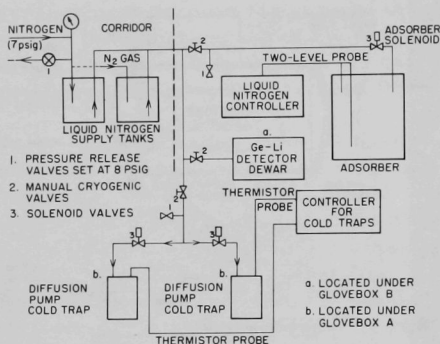 NITROGEN
(7 psig)
CORRIDOR
N2 GAS
1
LIQUID NITROGEN
SUPPLY TANKS
2
1
3
ADSORBER
SOLENOID
TWO-LEVEL PROBE
LIQUID
NITROGEN
CONTROLLER
ADSORBER
a.
Ge-Li
DETECTOR
DEWAR
2
1. PRESSURE RELEASE
VALVES SET AT 8 PSIG
2. MANUAL CRYOGENIC
VALVES
3. SOLENOID VALVES
2
1
THERMISTOR
PROBE
CONTROLLER
FOR
COLD TRAPS
3
3
b.
b.
DIFFUSION
PUMP
COLD TRAP
DIFFUSION
PUMP
COLD TRAP
a. LOCATED UNDER
GLOVEBOX B
b. LOCATED UNDER
GLOVEBOX A
THERMISTOR PROBE